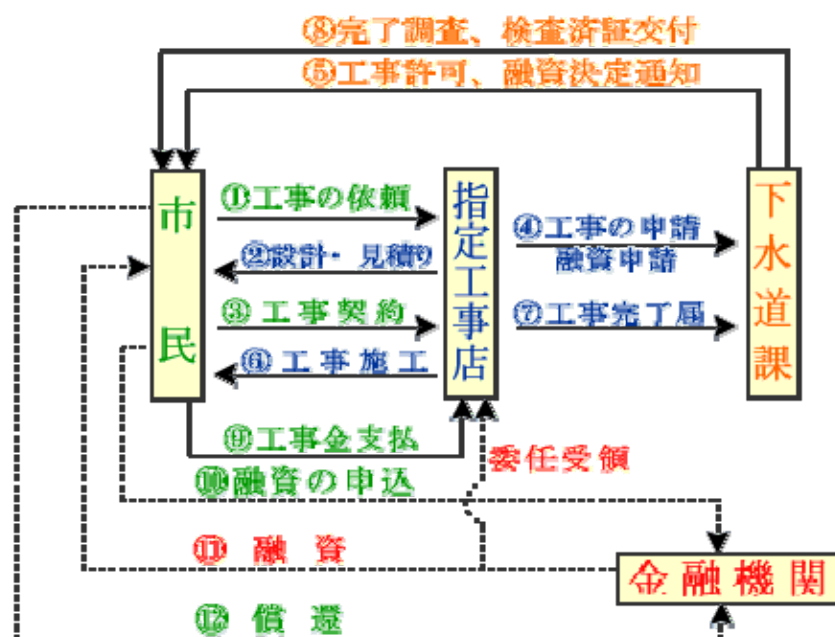 ⑧完了調査、検査済証交付
⑤工事許可、融資決定通知
市民
①工事の依頼
②設計・見積り
③工事契約
⑥工事施工
指定工事店
④工事の申請
融資申請
⑦工事完了届
下水道課
⑨工事金支払
委任受領
⑩融資の申込
⑪融資
金融機関
⑫償還